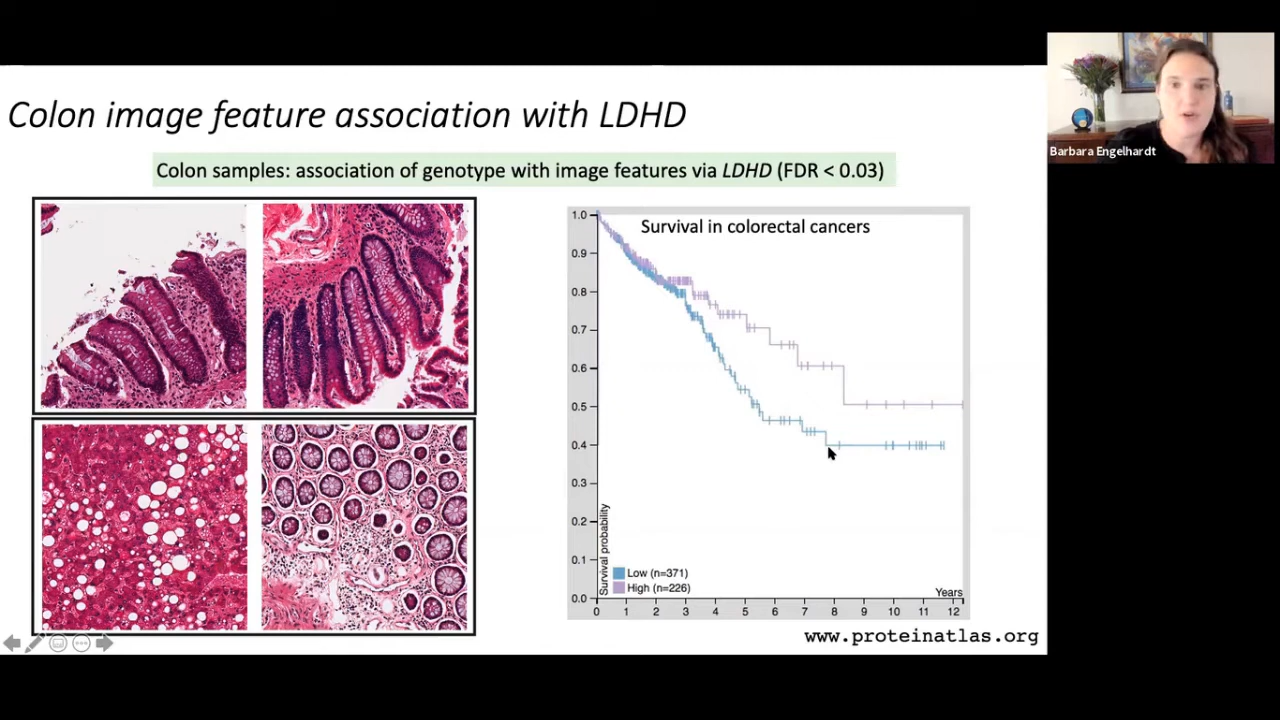 Colon image feature association with LDHD
Colon samples: association of genotype with image features via LDHD (FDR < 0.03)
Barbara Engelhardt
Survival in colorectal cancers
1.0
0.9
0.8
0.7
0.6
0.5
0.4
0.3
0.2
0.1
0.0
Survival probability
Low (n=371)
High (n=226)
Years
0 1 2 3 4 5 6 7 8 9 10 11 12
www.proteinatlas.org